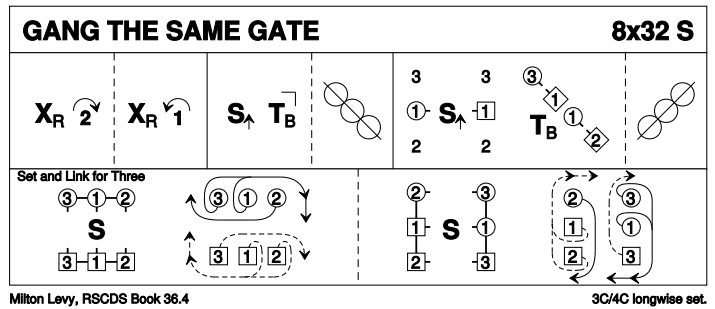 GANG THE SAME GATE 8x32 S
3 3 3
XR 2 XR 1 S TB 1 S 1 1 1
TB
2 2 2
Set and Link for Three
3 1 2 3 1 2 2 3 2 3
S 1 S 1 1 1
3 1 2 3 1 2 2 3 2 3
Milton Levy, RSCDS Book 36.4 3C/4C longwise set.